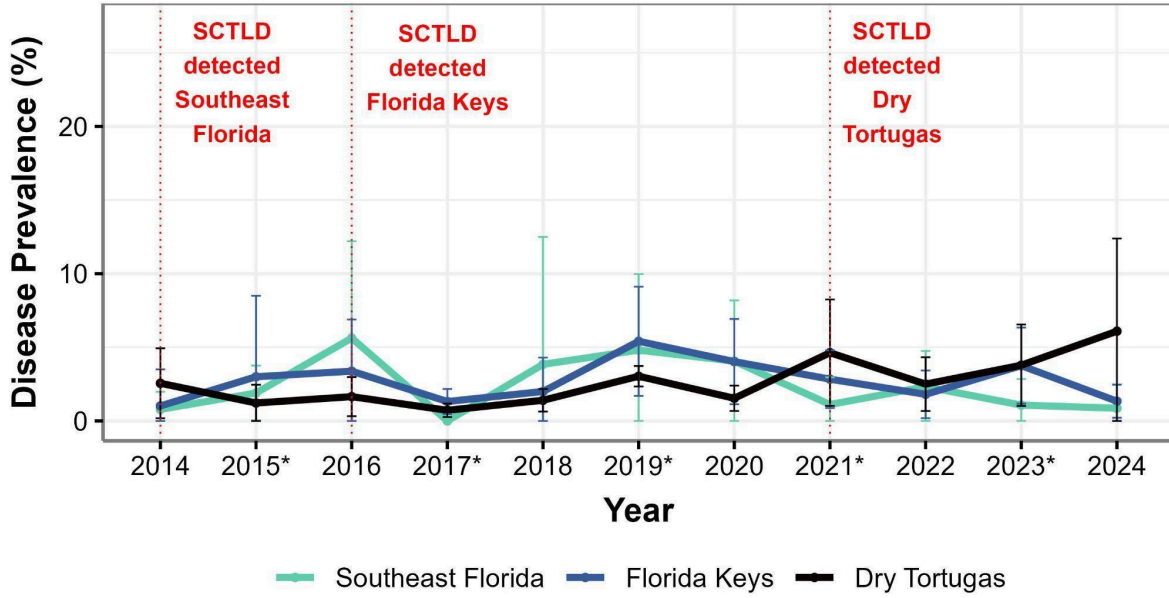 Disease Prevalence (%)
20
10
0
SCTLD
detected
Southeast
Florida
SCTLD
detected
Florida Keys
SCTLD
detected
Dry
Tortugas
2014 2015* 2016 2017* 2018 2019* 2020 2021* 2022 2023* 2024
Year
Southeast Florida Florida Keys Dry Tortugas